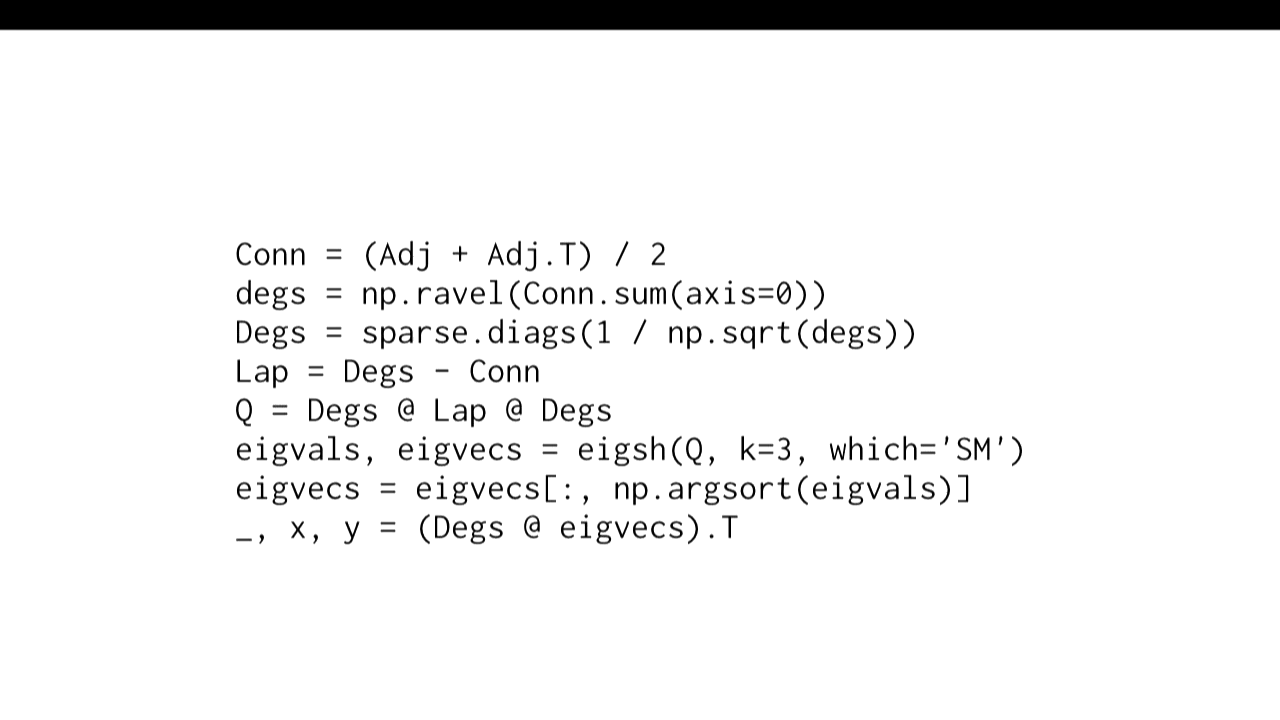 Conn = (Adj + Adj.T) / 2
degs = np.ravel(Conn.sum(axis=0))
Degs = sparse.diags(1 / np.sqrt(degs))
Lap = Degs - Conn
Q = Degs @ Lap @ Degs
eigvals, eigvecs = eigsh(Q, k=3, which='SM')
eigvecs = eigvecs[:, np.argsort(eigvals)]
_, x, y = (Degs @ eigvecs).T